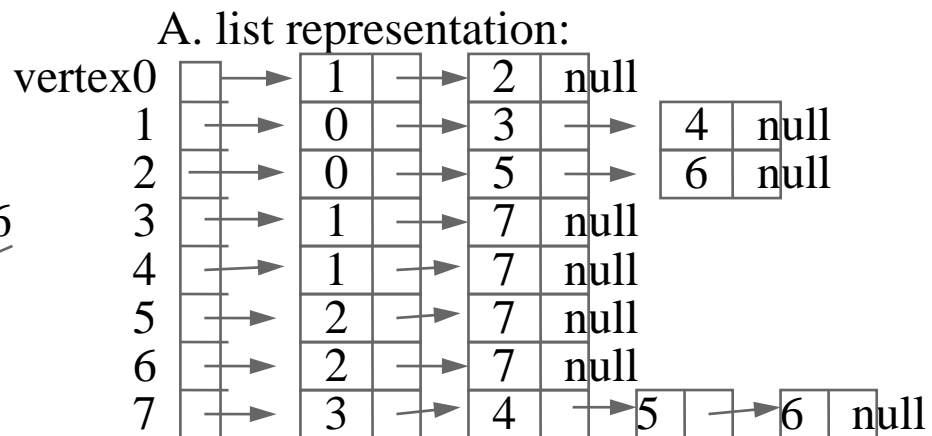 A. list representation:
vertex0 1 2 null
1 0 3 4 null
2 0 5 6 null
6 3 1 7 null
4 1 7 null
5 2 7 null
6 2 7 null
7 3 4 5 6 null